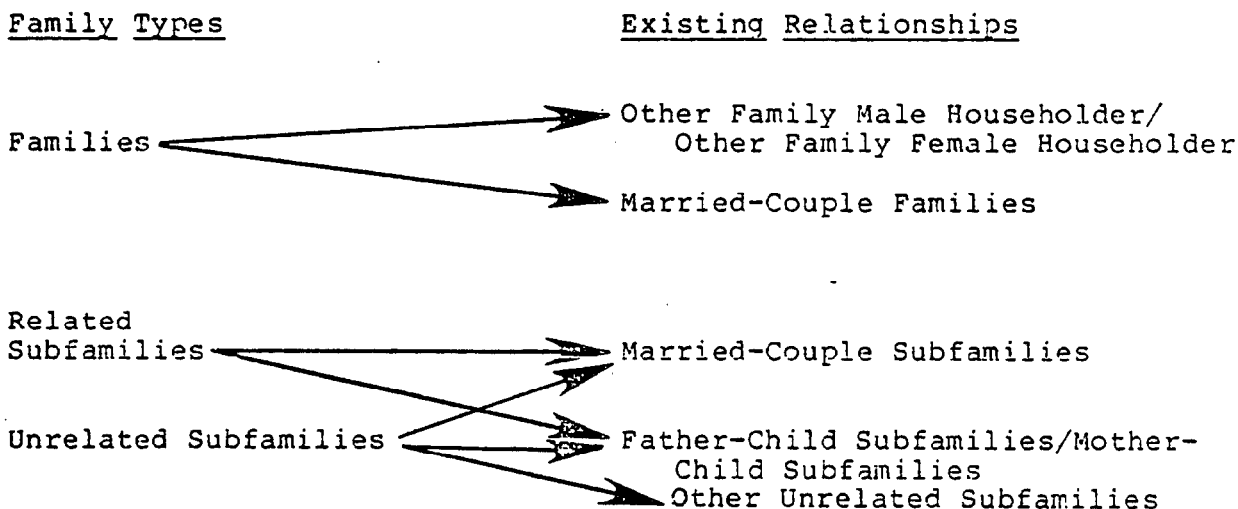 Family Types
Existing Relationships
Families
Other Family Male Householder/
Other Family Female Householder
Married-Couple Families
Related
Subfamilies
Married-Couple Subfamilies
Unrelated Subfamilies
Father-Child Subfamilies/Mother-
Child Subfamilies
Other Unrelated Subfamilies